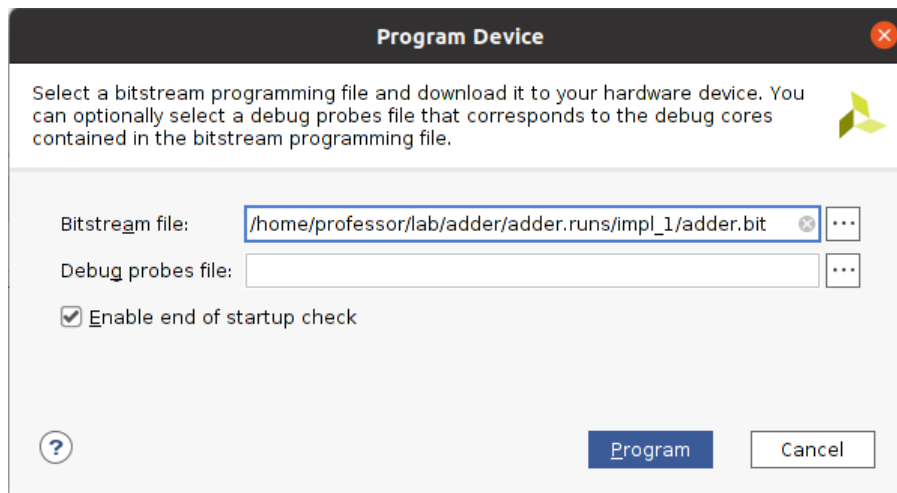 Program Device
Select a bitstream programming file and download it to your hardware device. You
can optionally select a debug probes file that corresponds to the debug cores
contained in the bitstream programming file.
Bitstream file: /home/professor/lab/adder/adder.runs/impl_1/adder.bit ...
Debug probes file: ...
Enable end of startup check
? Program Cancel